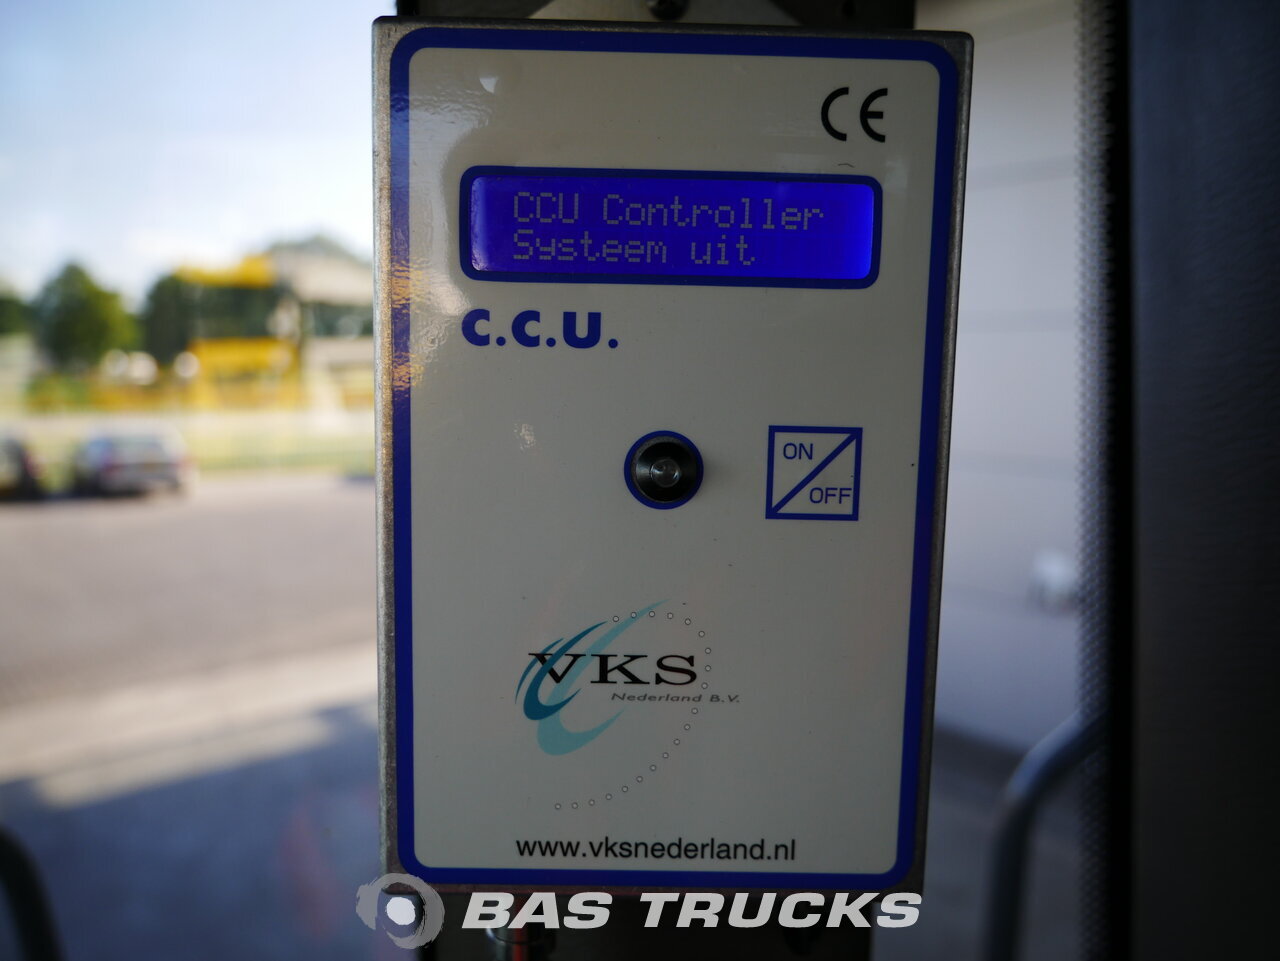 CE
CCU Controller
Systeem uit
C.C.U.
ON
OFF
VKS
Nederland B.V.
www.vksnederland.nl
BAS TRUCKS